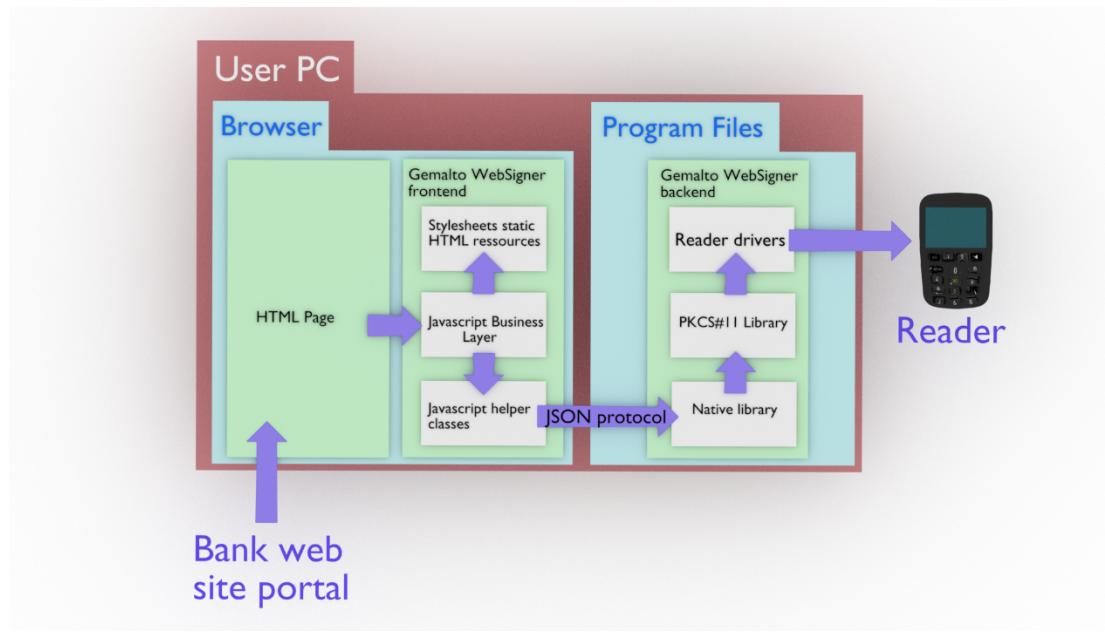 User PC
Browser
Program Files
Gemalto WebSigner
frontend
Stylesheets static
HTML ressources
HTML Page
Javascript Business
Layer
Javascript helper
classes
JSON protocol
Gemalto WebSigner
backend
Reader drivers
PKCS#11 Library
Native library
Reader
Bank web
site portal